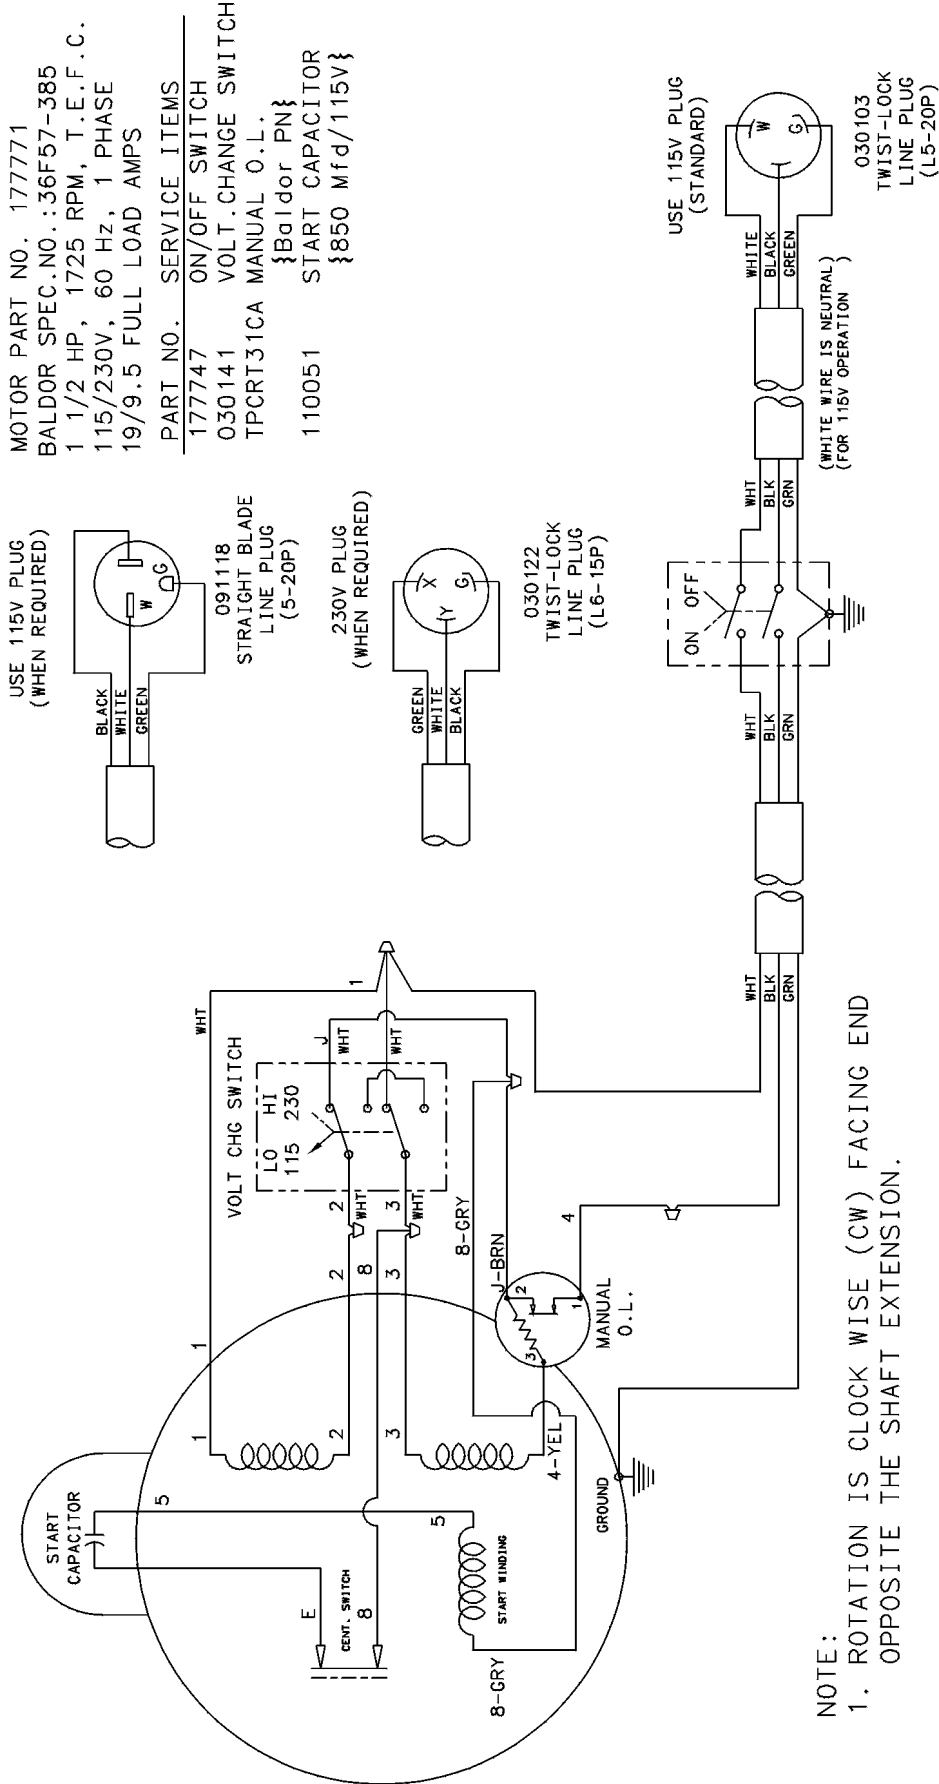 MOTOR PART NO. 177771
BALDOR SPEC.NO.:36F57-385
1 1/2 HP, 1725 RPM, T.E.F.C.
115/230V, 60 Hz, 1 PHASE
19/9.5 FULL LOAD AMPS
PART NO. SERVICE ITEMS
177747 ON/OFF SWITCH
030141 VOLT.CHANGE SWITCH
TPCRT31CA MANUAL O.L.
}Baldor PN}
110051 START CAPACITOR
}850 Mfd/115V}
USE 115V PLUG
(WHEN REQUIRED)
BLACK
WHITE
GREEN
W
G
091118
STRAIGHT BLADE
LINE PLUG
(5-20P)
230V PLUG
(WHEN REQUIRED)
GREEN
WHITE
BLACK
X
Y
G
030122
TWIST-LOCK
LINE PLUG
(L6-15P)
USE 115V PLUG
(STANDARD)
WHITE
BLACK
GREEN
W
G
030103
TWIST-LOCK
LINE PLUG
(L5-20P)
(WHITE WIRE IS NEUTRAL)
(FOR 115V OPERATION )
WHT
BLK
GRN
ON OFF
WHT
BLK
GRN
WHT
BLK
GRN
START
CAPACITOR
5
E
CENT. SWITCH
8
5
START WINDING
8-GRY
1
1
WHT
VOLT CHG SWITCH
LO HI
115 230
2
2
2
WHT
8
3
3
3
WHT
J
WHT
WHT
1
8-GRY
J-BRN
4-YEL
1
2
3
4
MANUAL
O.L.
GROUND
NOTE:
1. ROTATION IS CLOCK WISE (CW) FACING END
OPPOSITE THE SHAFT EXTENSION.